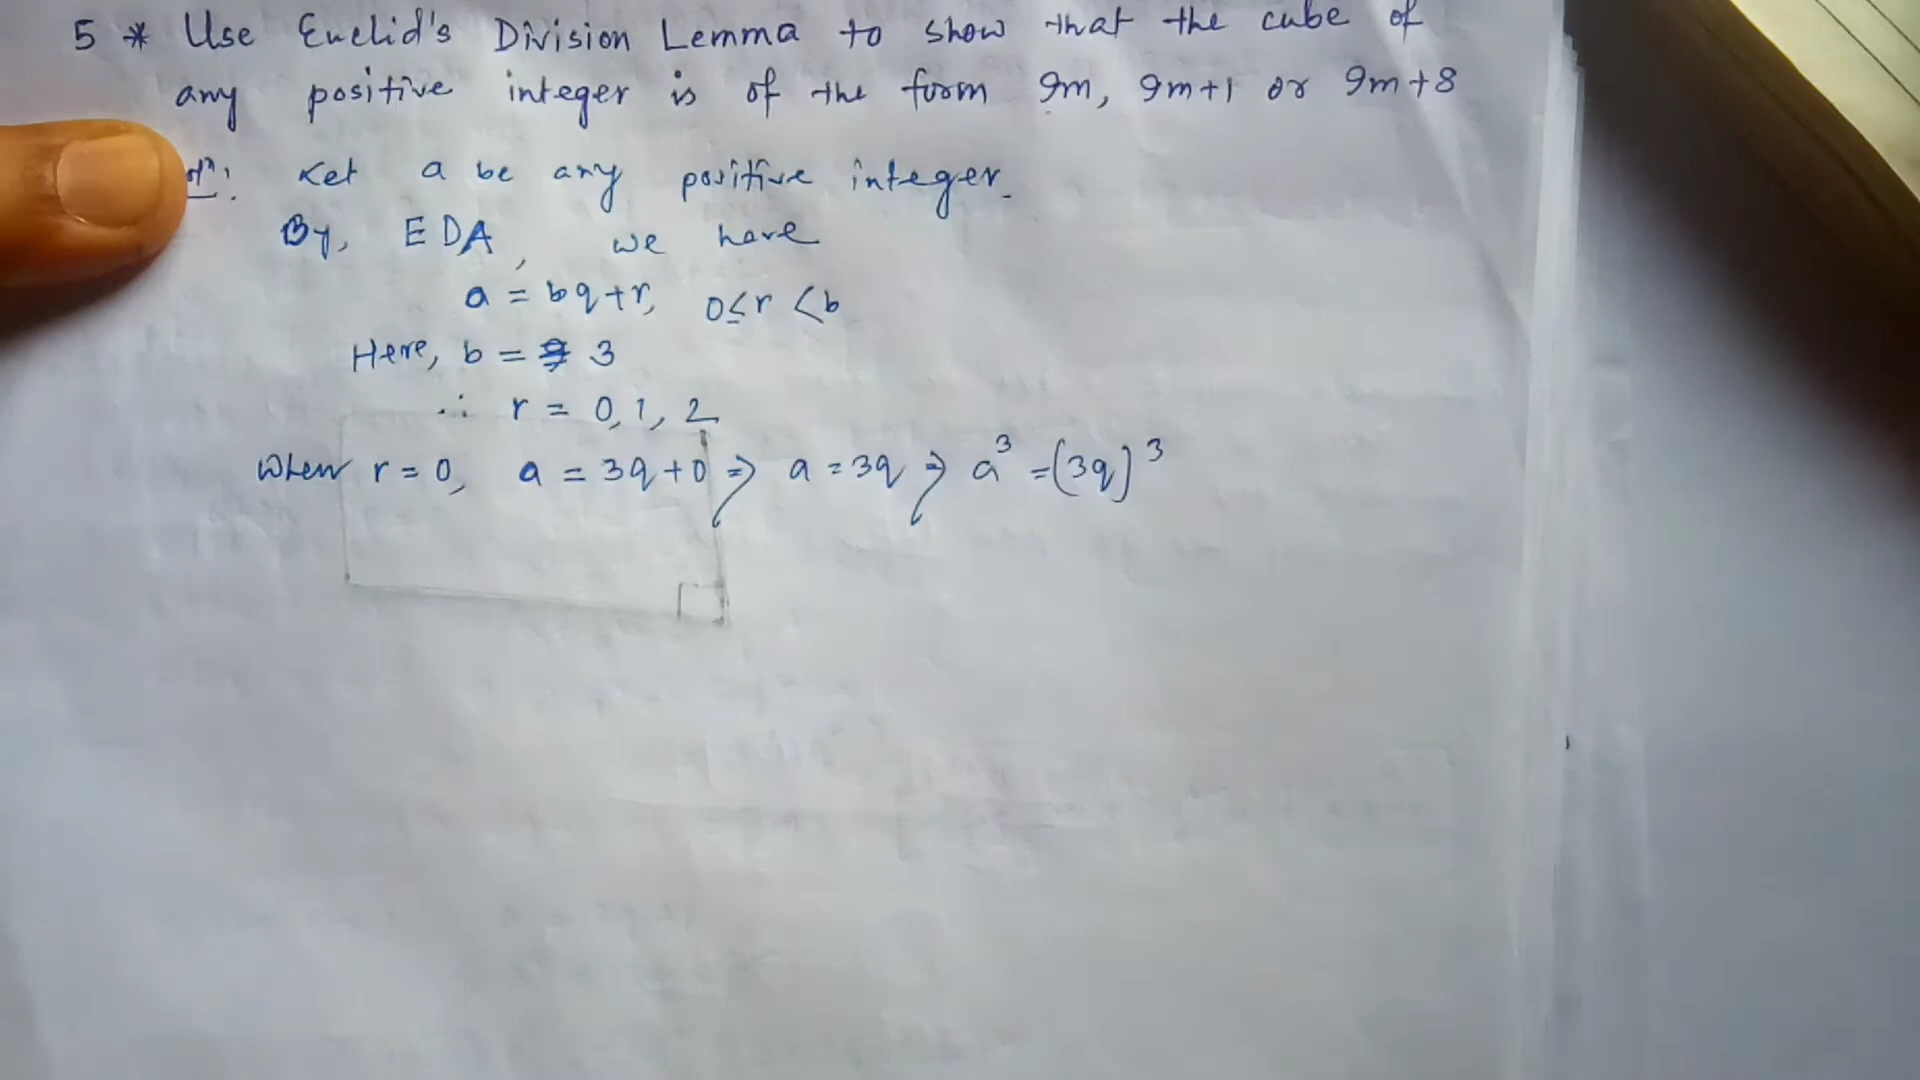 5 * Use Euclid's Division Lemma to show that the cube of
any positive integer is of the form 9m, 9m+1 or 9m+8
Let a be any positive integer.
By, EDA, we have
a = bq+r, 0≤r <b
Here, b = 3
∴ r = 0, 1, 2
When r = 0, a = 3q+0 => a = 3q => a³ = (3q)³